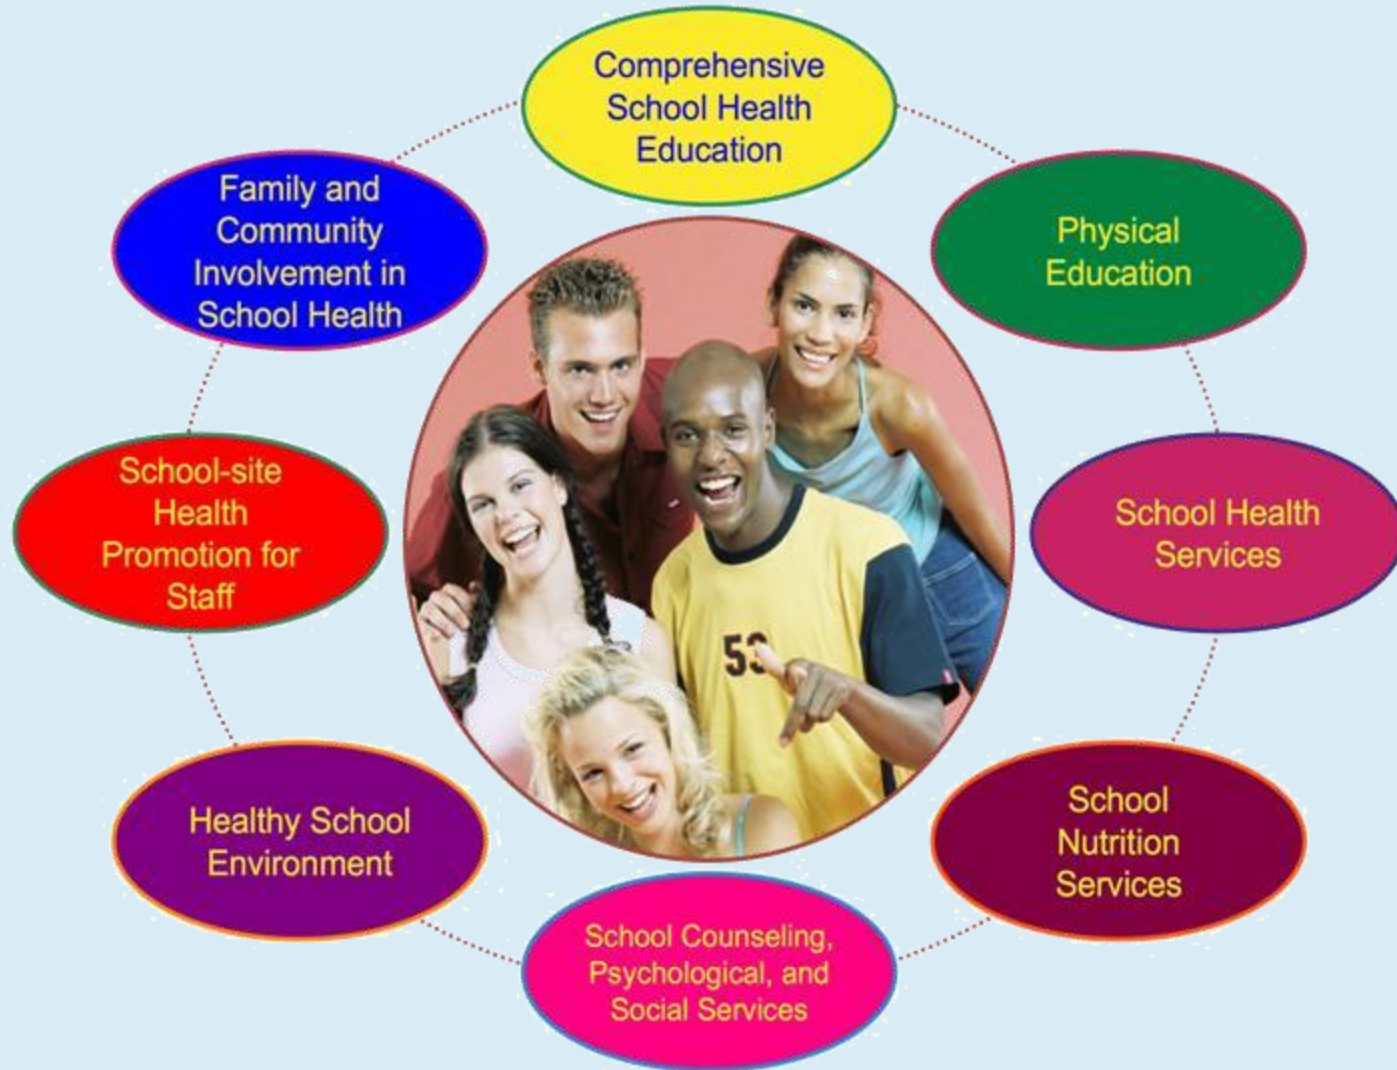 Comprehensive
School Health
Education
Physical
Education
School Health
Services
School
Nutrition
Services
School Counseling,
Psychological, and
Social Services
Healthy School
Environment
School-site
Health
Promotion for
Staff
Family and
Community
Involvement in
School Health
53